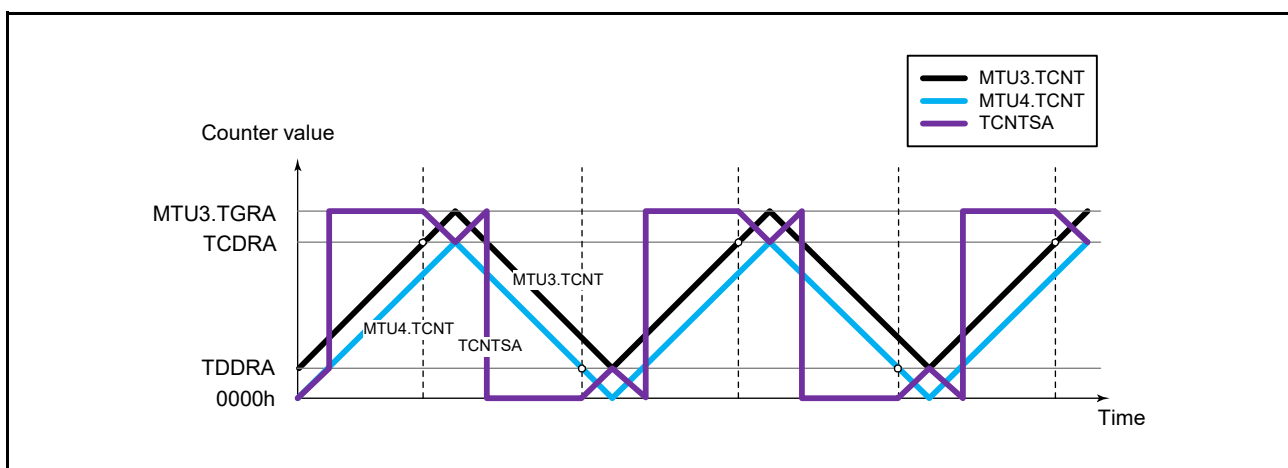 MTU3.TCNT
MTU4.TCNT
TCNTSA
Counter value
MTU3.TGRA
TCDRA
MTU3.TCNT
MTU4.TCNT
TCNTSA
TDDRA
0000h
Time